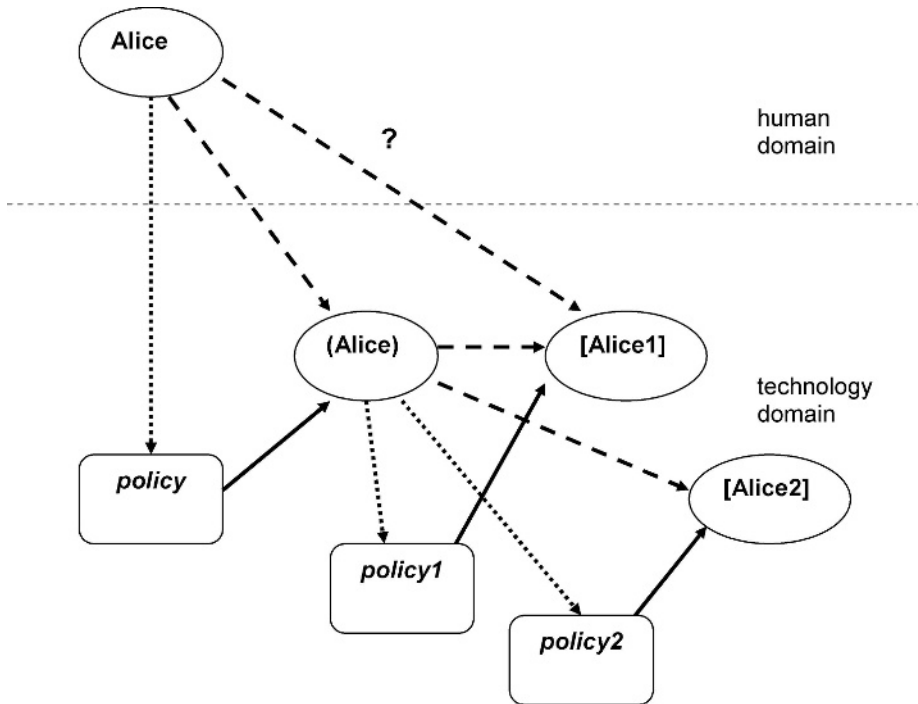 Alice
?
human
domain
(Alice)
[Alice1]
technology
domain
policy
[Alice2]
policy1
policy2